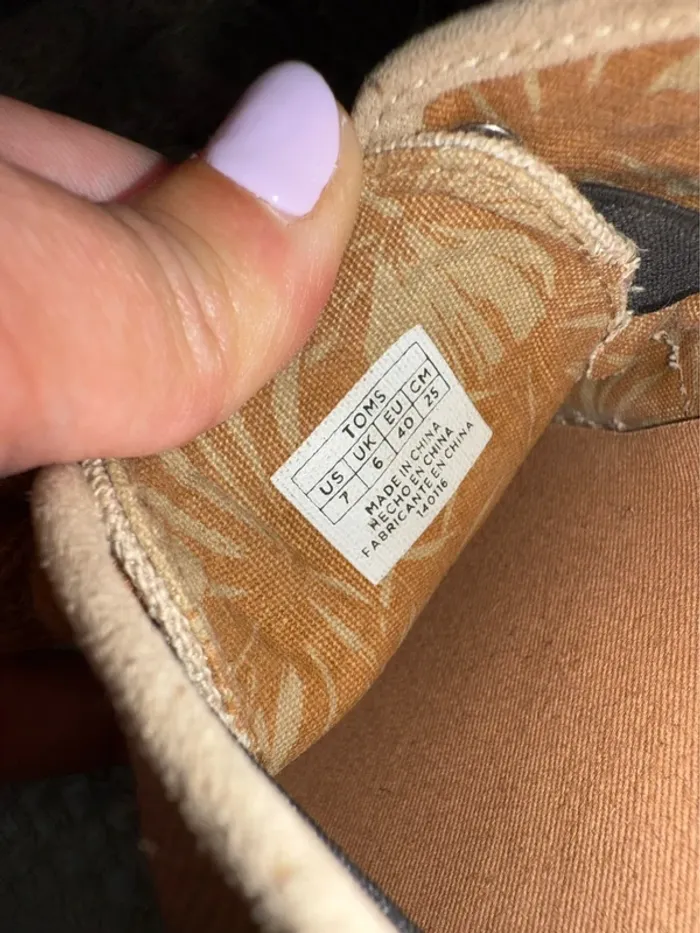 TOMS
US UK EU CM
7 6 40 25
MADE IN CHINA
HECHO EN CHINA
FABRICANTE EN CHINA
140116